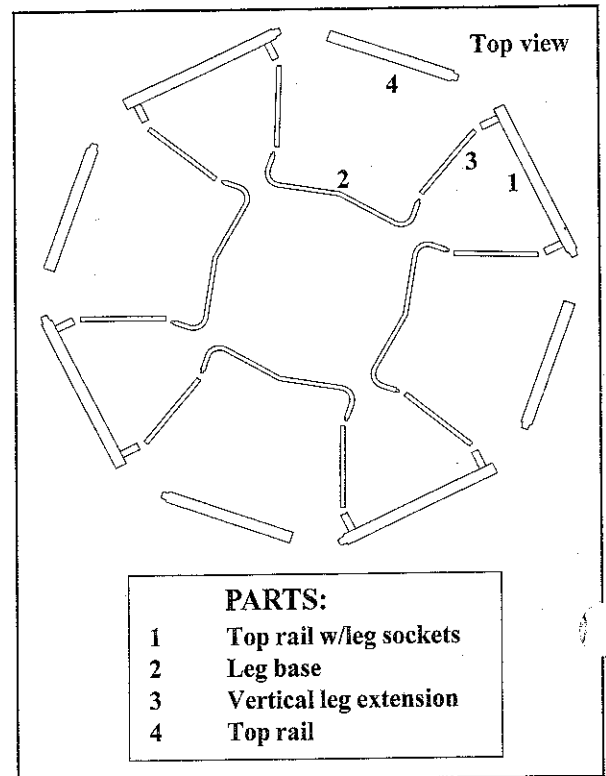 Top view
4
3
2
1
PARTS:
1 Top rail w/leg sockets
2 Leg base
3 Vertical leg extension
4 Top rail